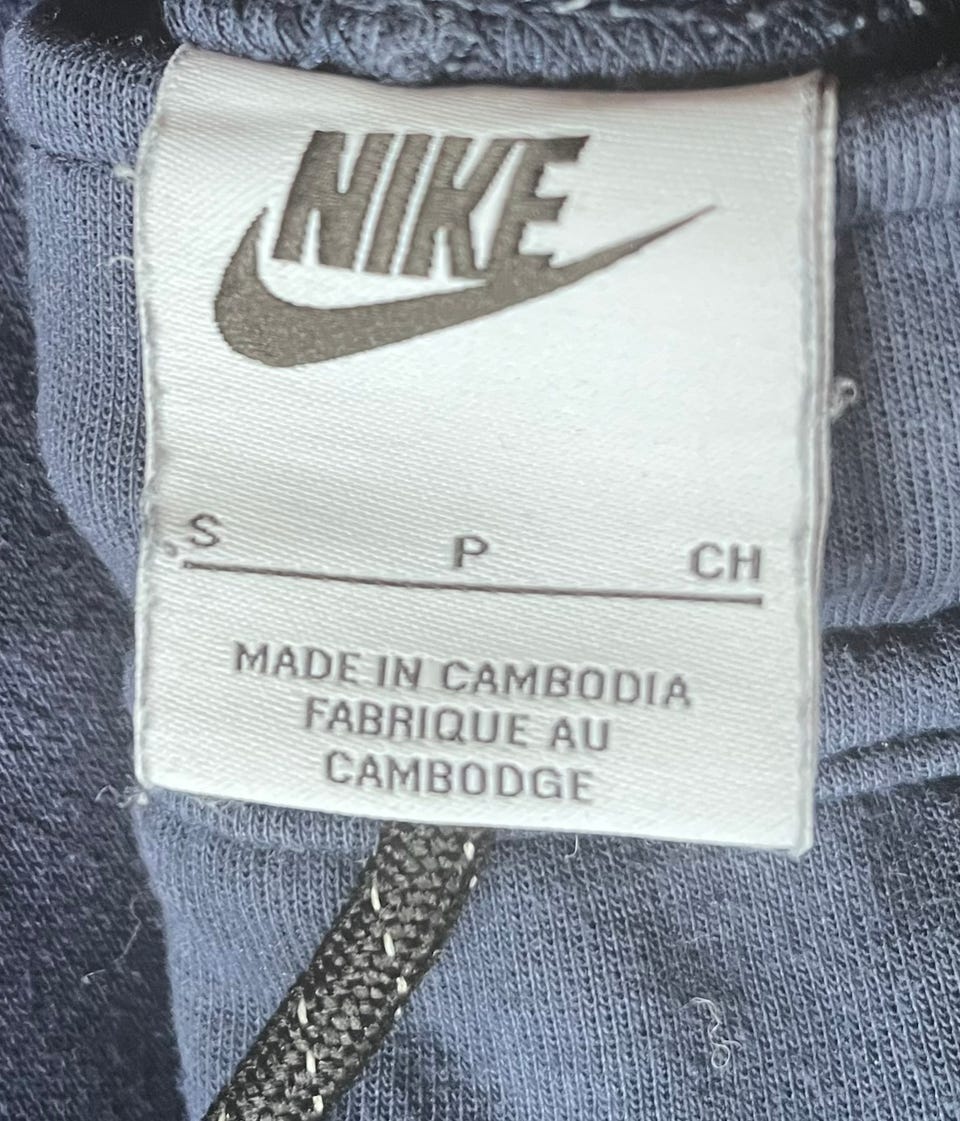 NIKE
S P CH
MADE IN CAMBODIA
FABRIQUE AU
CAMBODGE